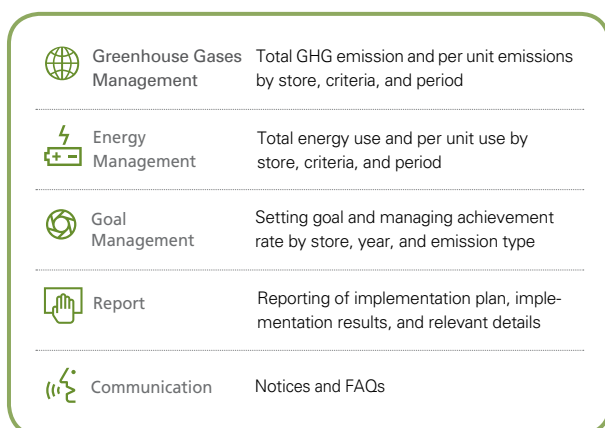 Greenhouse Gases
Management
Total GHG emission and per unit emissions
by store, criteria, and period
Energy
Management
Total energy use and per unit use by
store, criteria, and period
Goal
Management
Setting goal and managing achievement
rate by store, year, and emission type
Report
Reporting of implementation plan, imple-
mentation results, and relevant details
Communication
Notices and FAQs